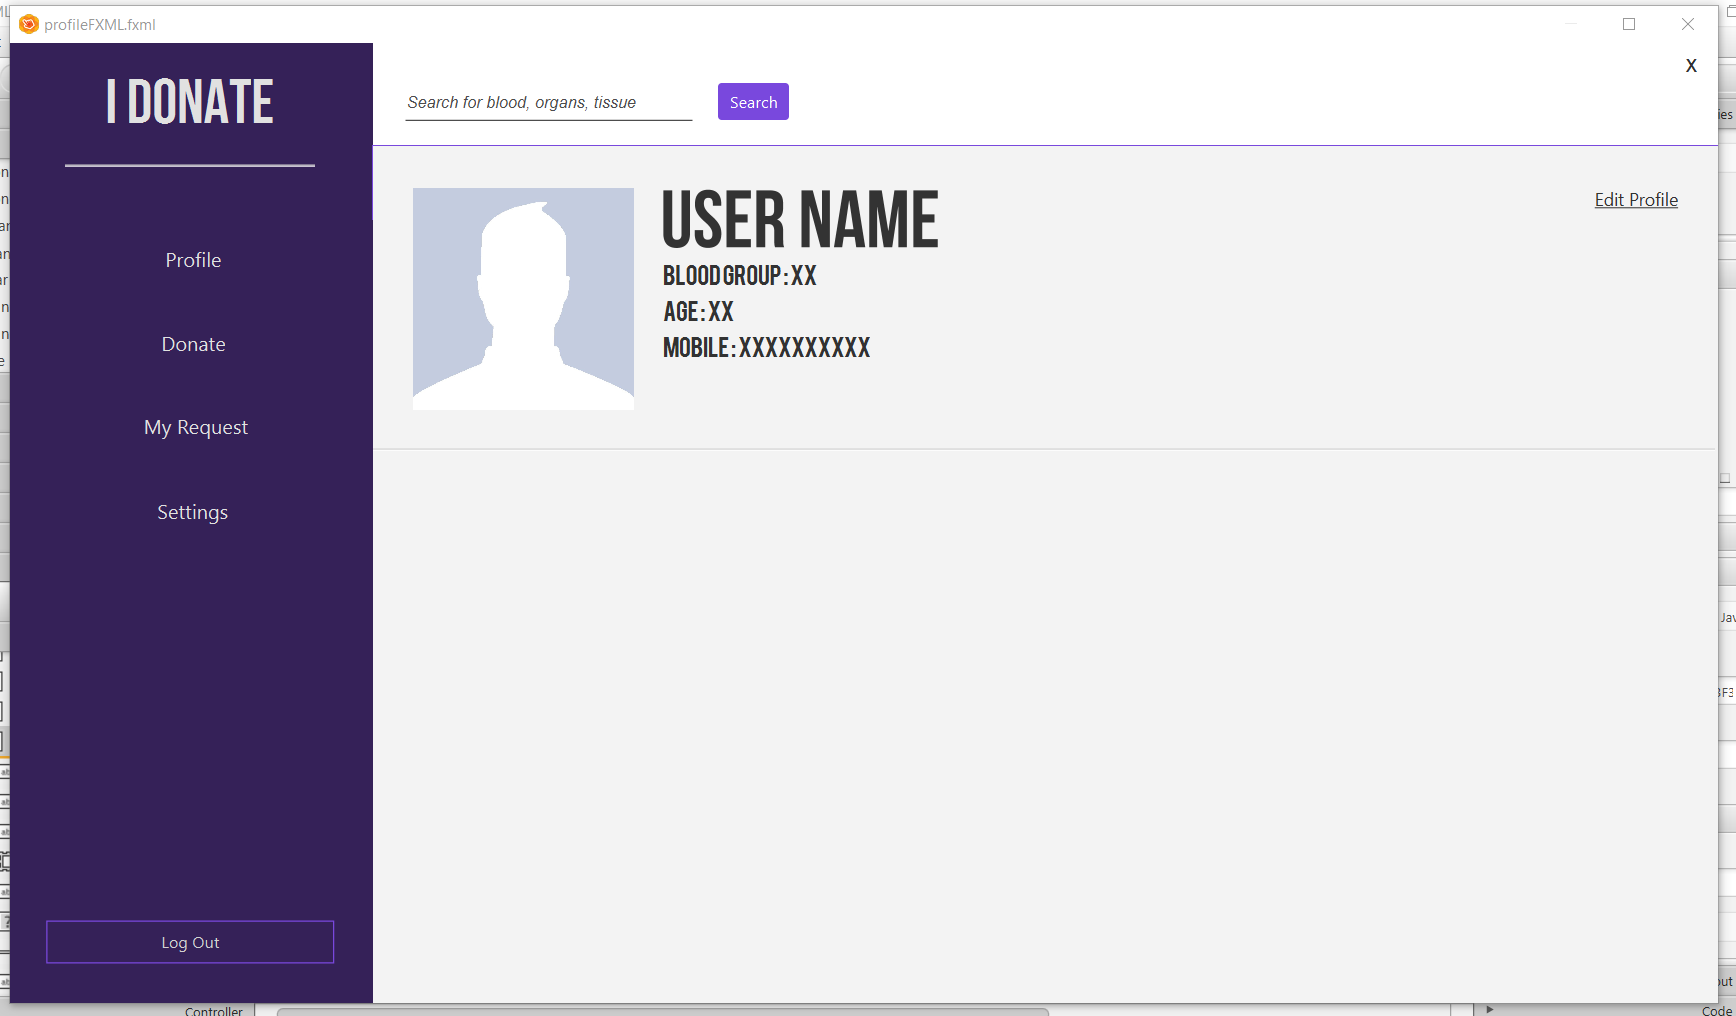 profileFXML.fxml
I DONATE
Profile
Donate
My Request
Settings
Log Out
X
Search for blood, organs, tissue
Search
USER NAME
BLOOD GROUP : XX
AGE : XX
MOBILE : XXXXXXXXXX
Edit Profile
Controller
Code